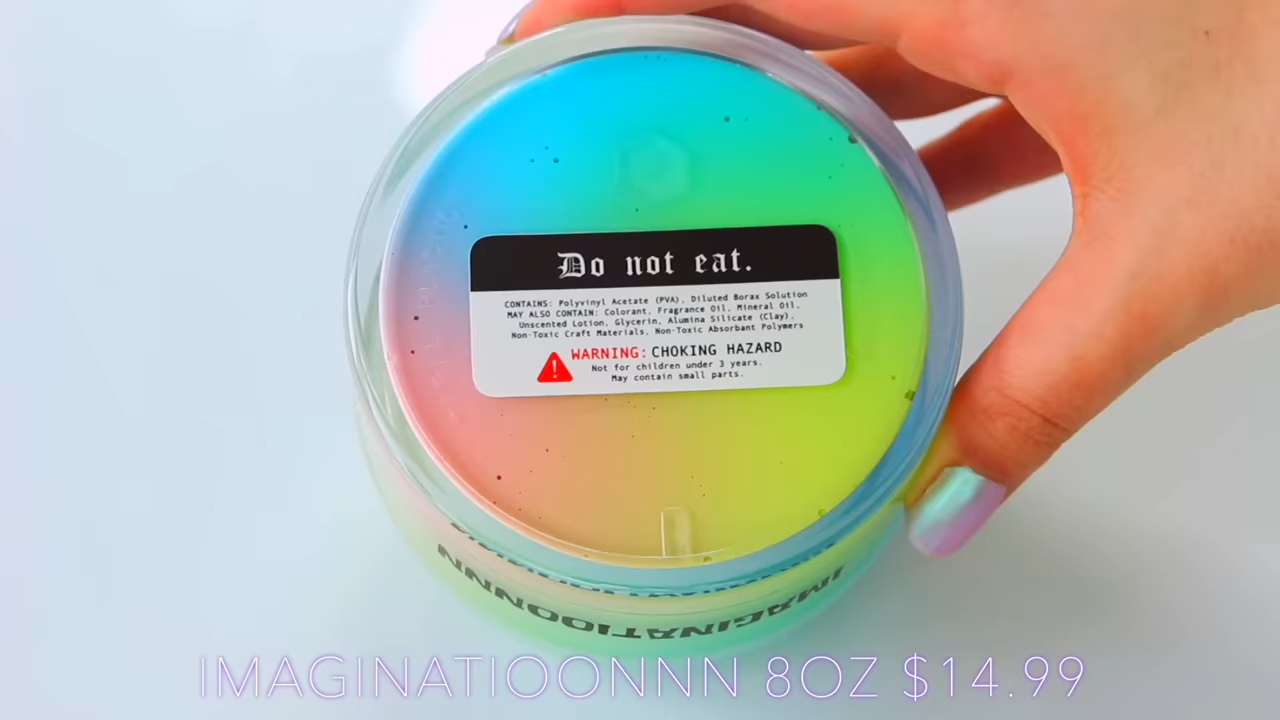 Do not eat.
CONTAINS: Polyvinyl Acetate (PVA), Diluted Borax Solution
MAY ALSO CONTAIN: Colorant, Fragrance Oil, Mineral Oil,
Unscented Lotion, Glycerin, Alumina Silicate (Clay),
Non-Toxic Craft Materials, Non-Toxic Absorbant Polymers
WARNING: CHOKING HAZARD
Not for children under 3 years.
May contain small parts.
IMAGINATIOONNN
IMAGINATIOONNN 8OZ $14.99